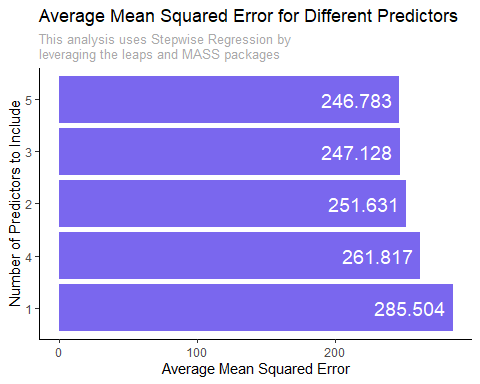 Average Mean Squared Error for Different Predictors
This analysis uses Stepwise Regression by
leveraging the leaps and MASS packages
Number of Predictors to Include
5
246.783
3
247.128
2
251.631
4
261.817
1
285.504
0
100
200
Average Mean Squared Error